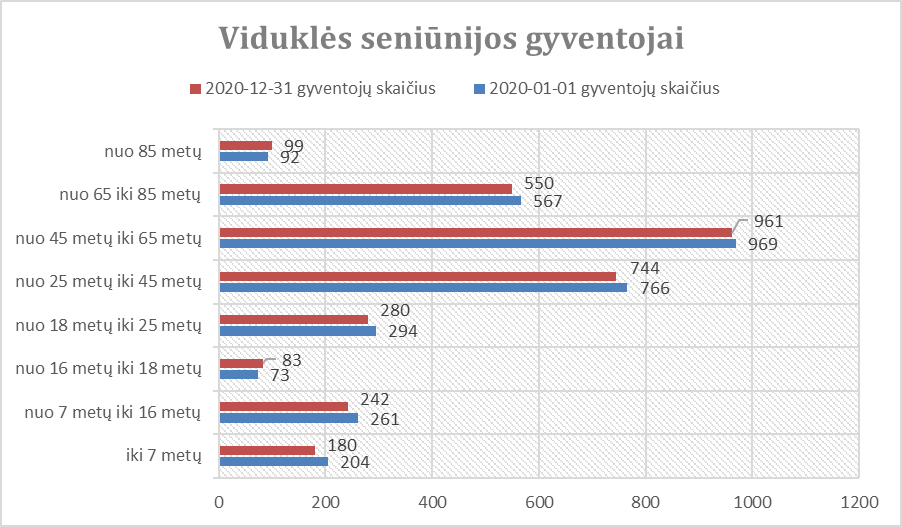 Viduklės seniūnijos gyventojai
2020-12-31 gyventojų skaičius 2020-01-01 gyventojų skaičius
nuo 85 metų 99
92
nuo 65 iki 85 metų 550
567
nuo 45 metų iki 65 metų 961
969
nuo 25 metų iki 45 metų 744
766
nuo 18 metų iki 25 metų 280
294
nuo 16 metų iki 18 metų 83
73
nuo 7 metų iki 16 metų 242
261
iki 7 metų 180
204
0 200 400 600 800 1000 1200